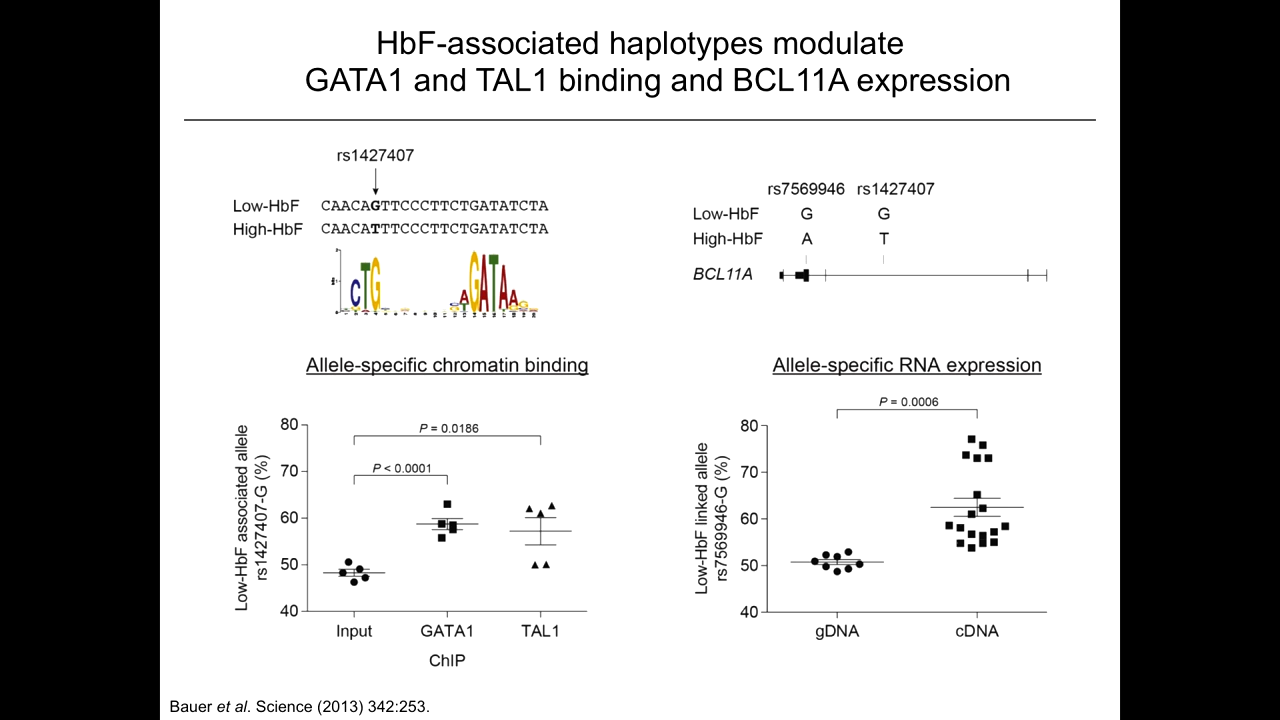 HbF-associated haplotypes modulate
GATA1 and TAL1 binding and BCL11A expression
rs1427407
Low-HbF CAACAGTTCCCTTCTGATATCTA
High-HbF CAACATTTCCCTTCTGATATCTA
rs7569946 rs1427407
Low-HbF G G
High-HbF A T
BCL11A
Allele-specific chromatin binding
Low-HbF associated allele
rs1427407-G (%)
P = 0.0186
P < 0.0001
80
70
60
50
40
Input GATA1 TAL1
ChIP
Allele-specific RNA expression
Low-HbF linked allele
rs7569946-G (%)
P = 0.0006
80
70
60
50
40
gDNA cDNA
Bauer et al. Science (2013) 342:253.